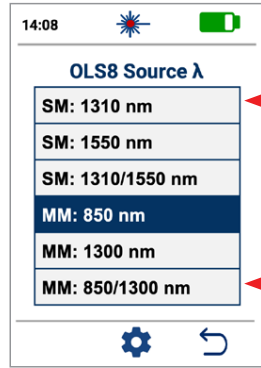 14:08
OLS8 Source λ
SM: 1310 nm
SM: 1550 nm
SM: 1310/1550 nm
MM: 850 nm
MM: 1300 nm
MM: 850/1300 nm